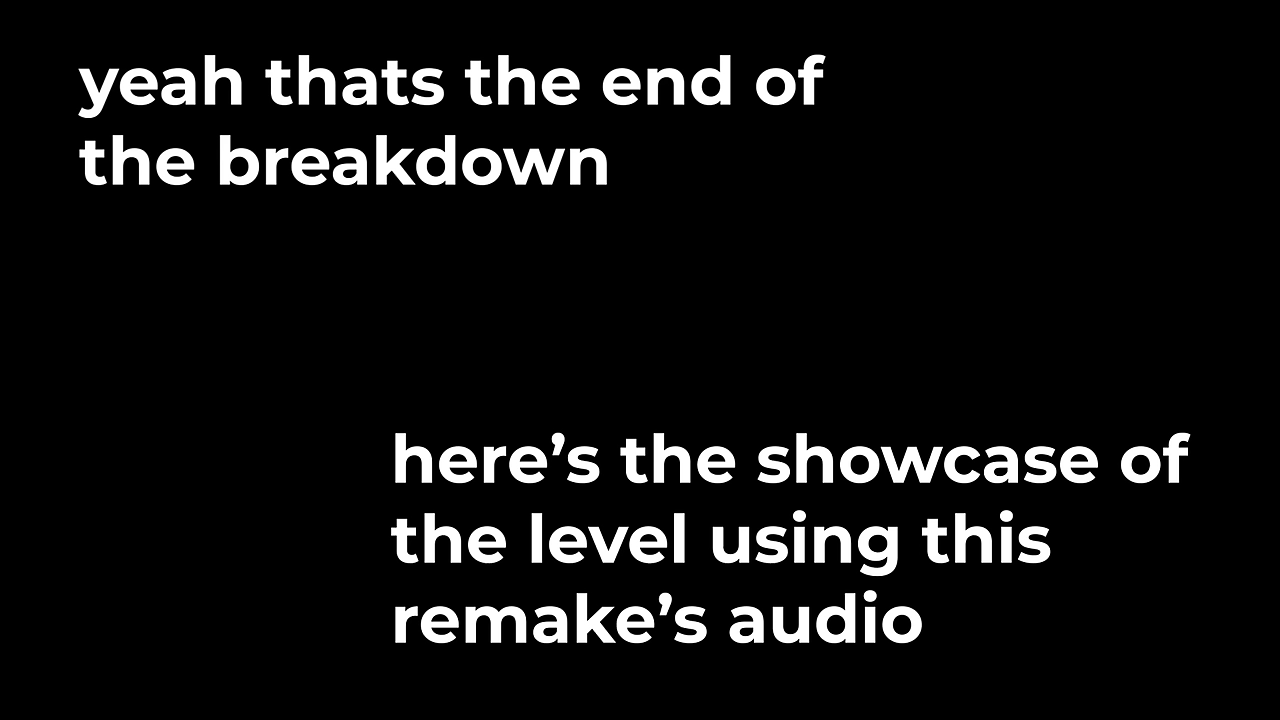 yeah thats the end of
the breakdown
here’s the showcase of
the level using this
remake’s audio